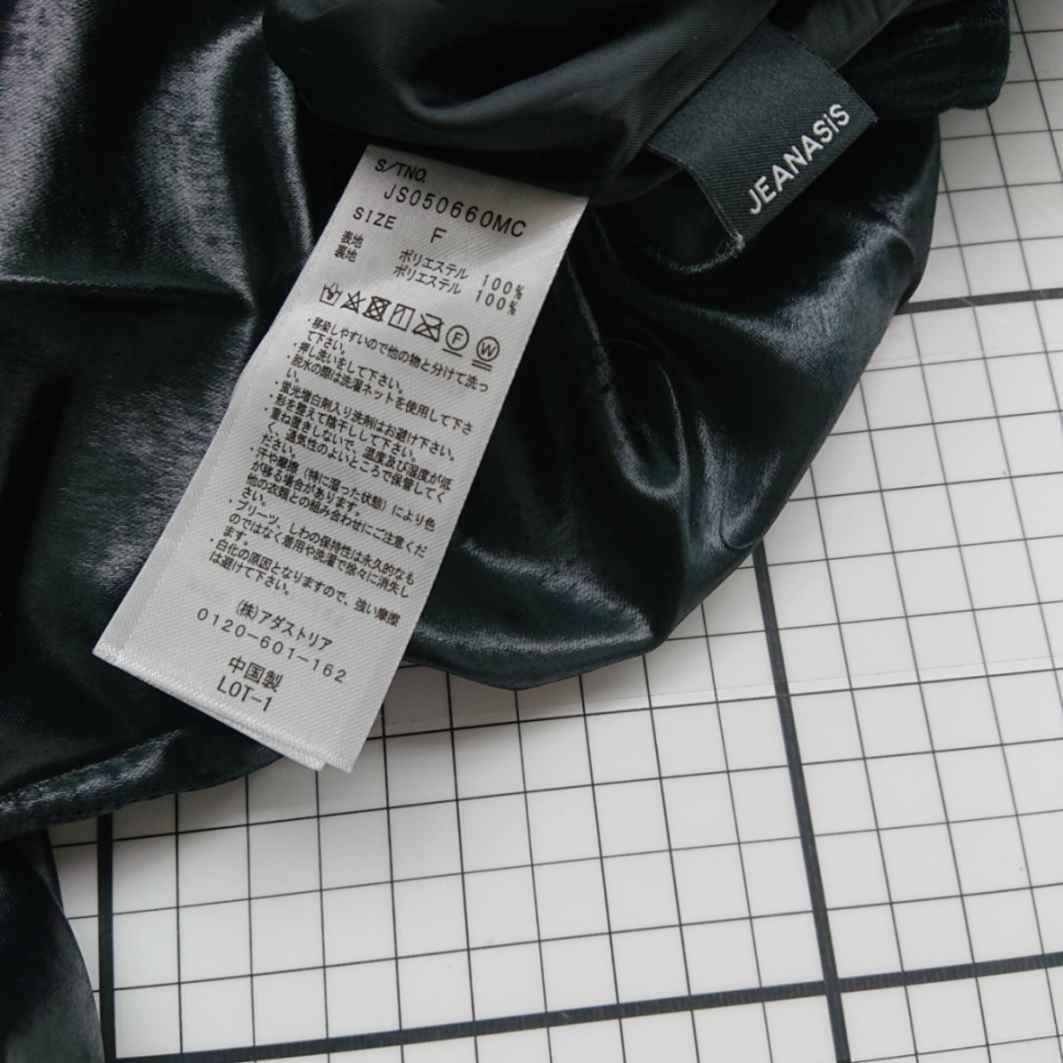 JEANASiS
S/TNO.
JS050660MC
SIZE F
表地 ポリエステル 100%
裏地 ポリエステル 100%
F W
・移染しやすいので他の物と分けて洗っ
て下さい。
・押し洗いをして下さい。
・脱水の際は洗濯ネットを使用して下さ
い。
・蛍光増白剤入り洗剤はお避け下さい。
・形を整えて陰干しして下さい。
・重ね置きしないで、温度及び湿度が低
く、通気性のよいところで保管してく
ださい。
・汗や摩擦（特に湿った状態）により色
が移る場合があります。
他の衣類との組み合わせにご注意くだ
さい。
・プリーツ、しわの保持性は永久的なも
のではなく着用や洗濯で徐々に消失し
ます。
・白化の原因となりますので、強い摩擦
は避けて下さい。
(株)アダストリア
0120-601-162
中国製
LOT-1